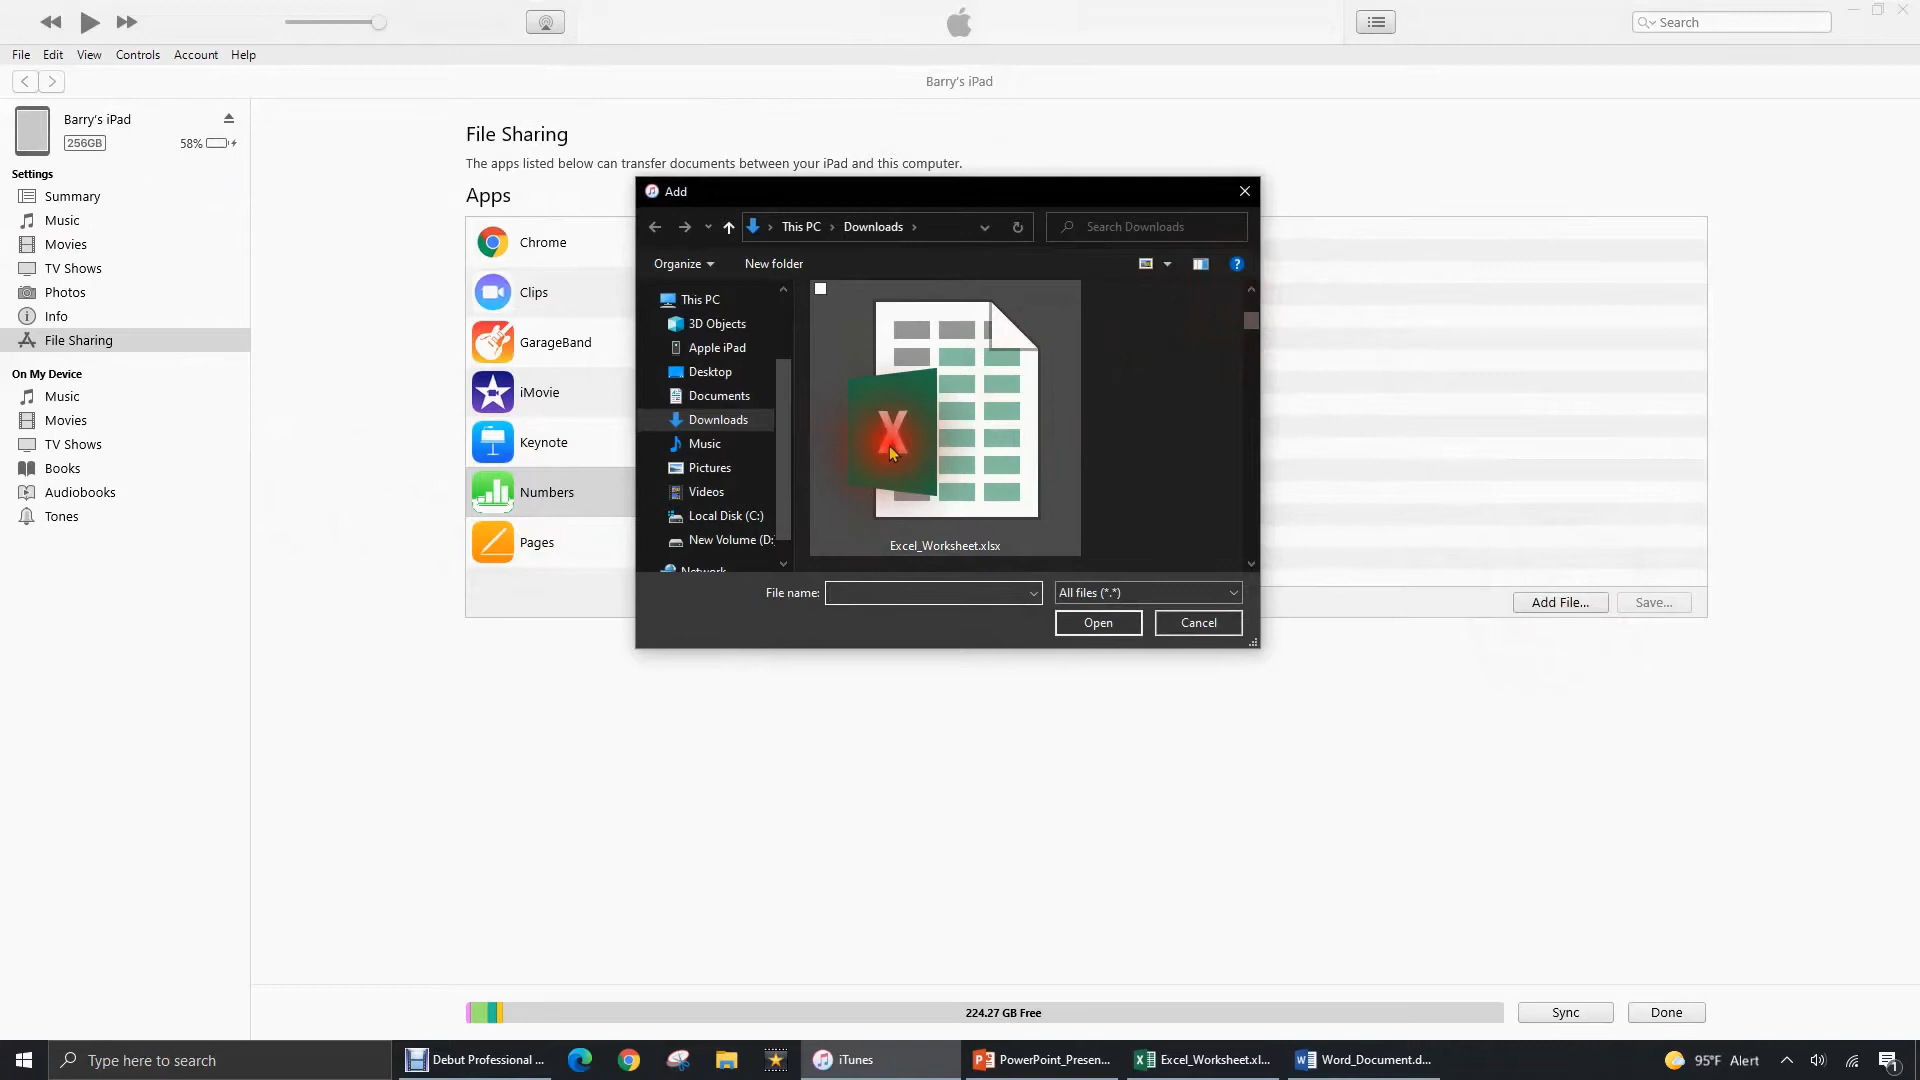 Search
File Edit View Controls Account Help
Barry's iPad
Barry's iPad
256GB
58%
Settings
Summary
Music
Movies
TV Shows
Photos
Info
File Sharing
On My Device
Music
Movies
TV Shows
Books
Audiobooks
Tones
File Sharing
The apps listed below can transfer documents between your iPad and this computer.
Apps
Chrome
Clips
GarageBand
iMovie
Keynote
Numbers
Pages
Add
This PC › Downloads ›
Search Downloads
Organize
New folder
This PC
3D Objects
Apple iPad
Desktop
Documents
Downloads
Music
Pictures
Videos
Local Disk (C:)
New Volume (D:
Network
X
Excel_Worksheet.xlsx
File name:
All files (*.*)
Open
Cancel
Add File...
Save...
224.27 GB Free
Sync
Done
Type here to search
Debut Professional ...
iTunes
PowerPoint_Presen...
Excel_Worksheet.xl...
Word_Document.d...
95°F Alert
1